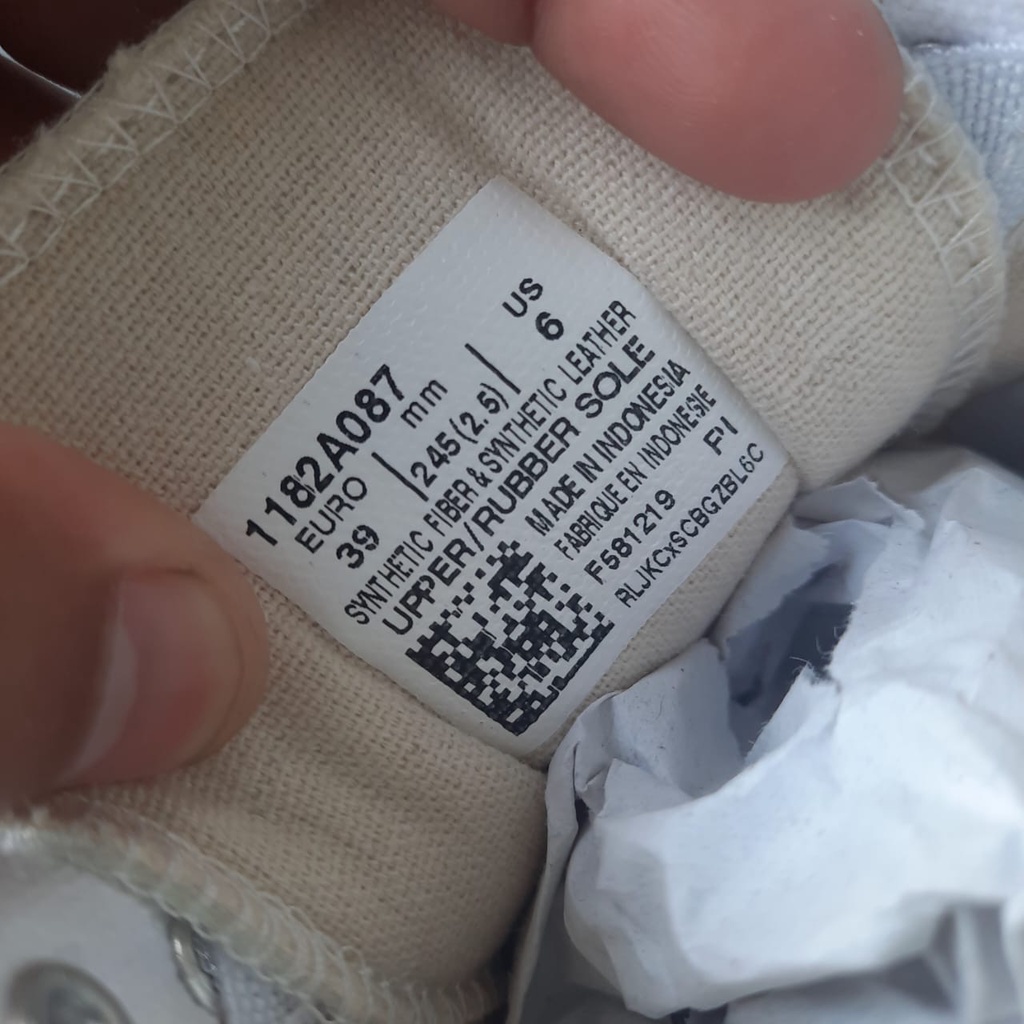 1182A087
EURO mm US
39 245(2.5) 6
SYNTHETIC FIBER & SYNTHETIC LEATHER
UPPER/RUBBER SOLE
MADE IN INDONESIA
FABRIQUE EN INDONESIE
F581219 PI
RLJKCxSCBGZBL6C